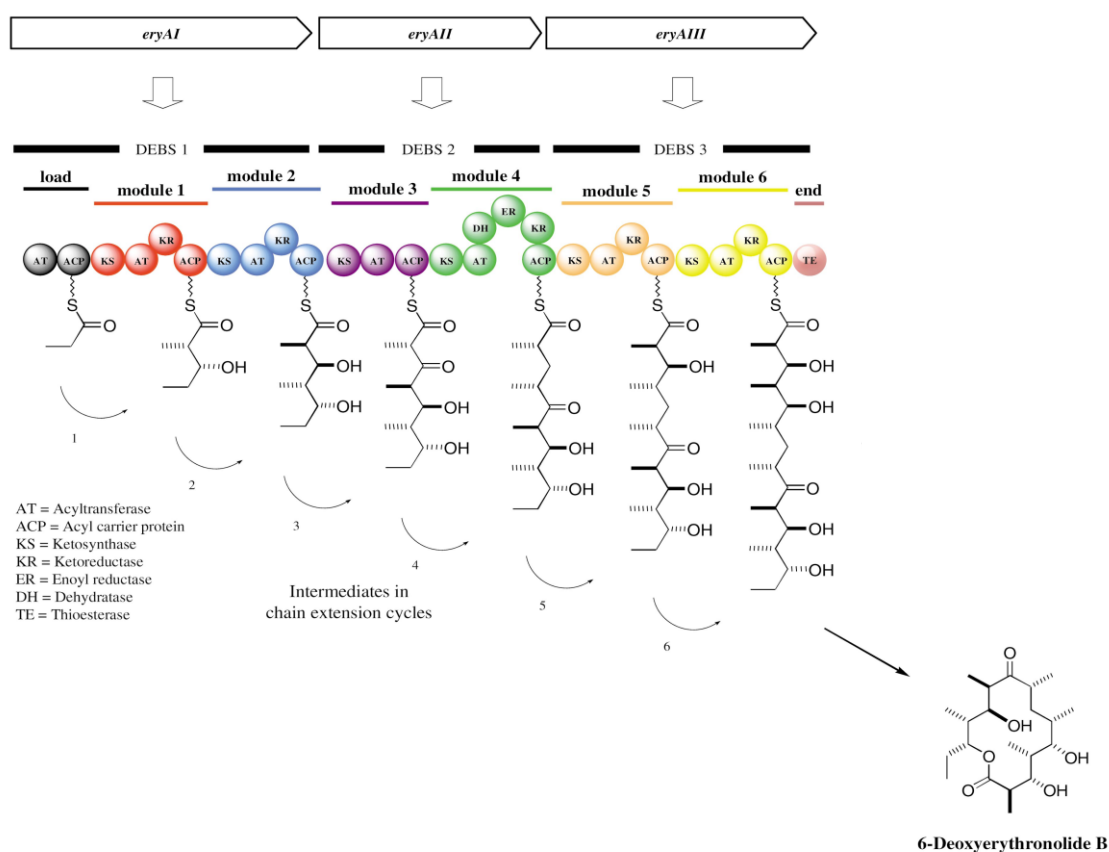 eryAI eryAII eryAIII
DEBS 1 DEBS 2 DEBS 3
load module 1 module 2 module 3 module 4 module 5 module 6 end
AT ACP KS AT KR ACP KS AT KR ACP KS AT ACP KS AT DH ER KR ACP KS AT KR ACP KS AT KR ACP TE
S S S S S S S
O O O O O O O
OH OH O OH OH
OH OH O OH
OH OH O OH
OH OH O
OH OH
OH
1
2
3
4
5
6
AT = Acyltransferase
ACP = Acyl carrier protein
KS = Ketosynthase
KR = Ketoreductase
ER = Enoyl reductase
DH = Dehydratase
TE = Thioesterase
Intermediates in
chain extension cycles
O
OH
O OH
O OH
6-Deoxyerythronolide B